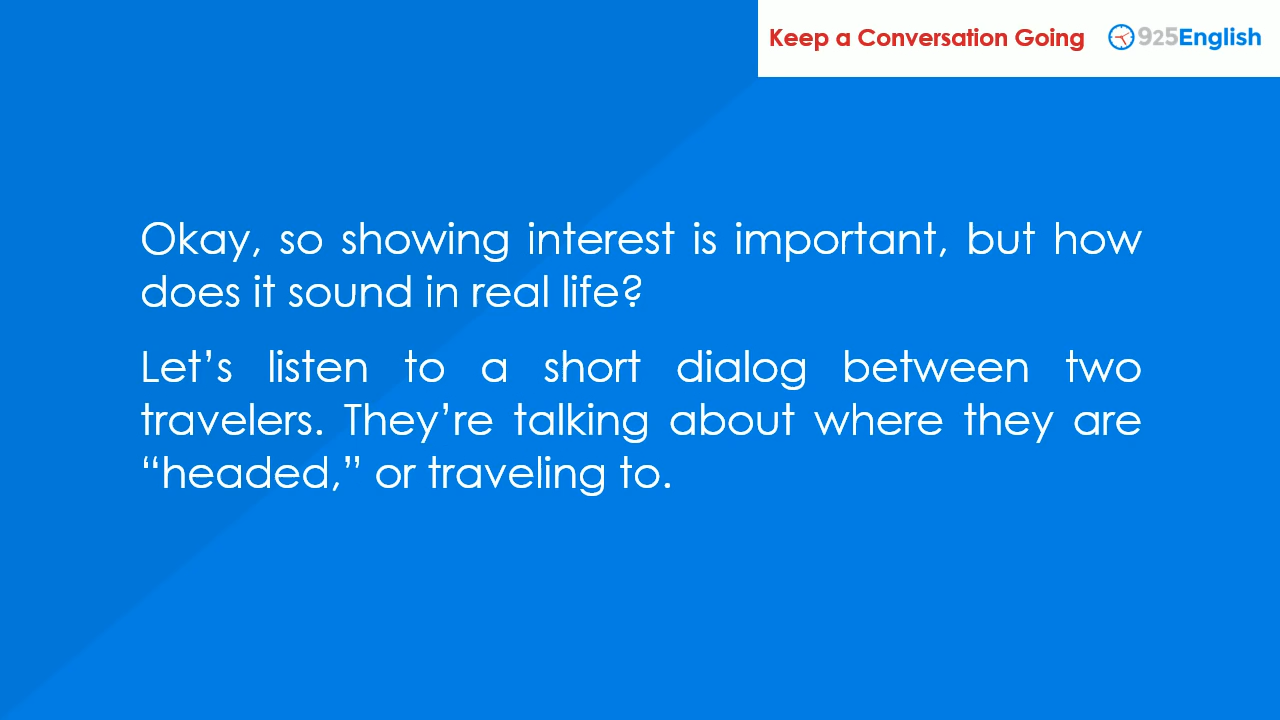 Keep a Conversation Going
925English
Okay, so showing interest is important, but how
does it sound in real life?
Let’s listen to a short dialog between two
travelers. They’re talking about where they are
“headed,” or traveling to.